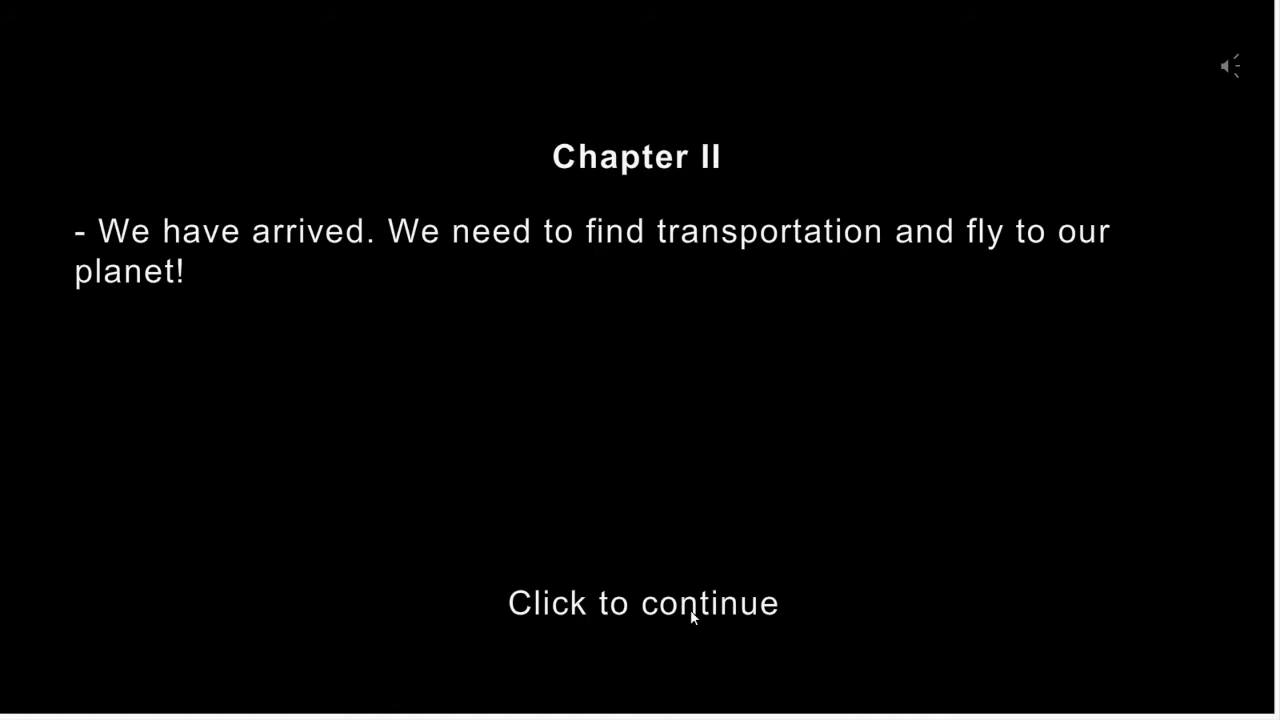 Chapter II
- We have arrived. We need to find transportation and fly to our
planet!
Click to continue